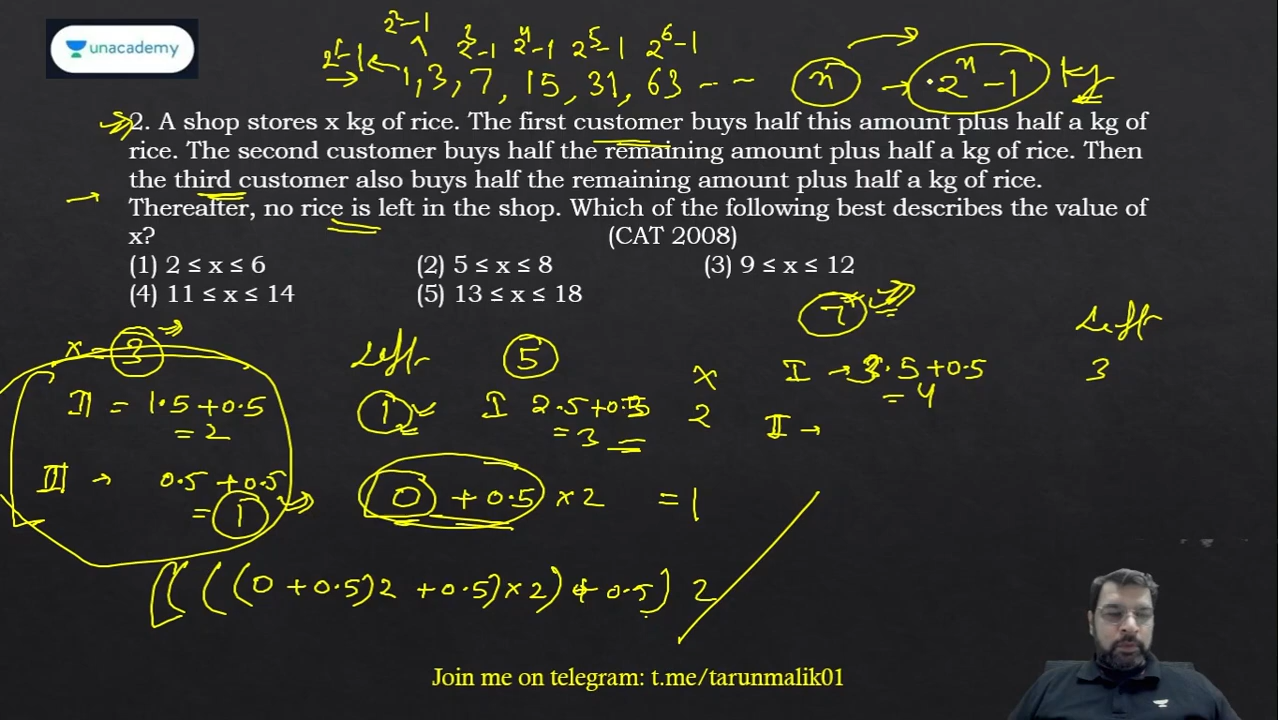 unacademy
2² - 1
2¹ - 1 2³ - 1 2⁴ - 1 2⁵ - 1 2⁶ - 1
1, 3, 7, 15, 31, 63 - - - n → 2ⁿ - 1 kg
2. A shop stores x kg of rice. The first customer buys half this amount plus half a kg of
rice. The second customer buys half the remaining amount plus half a kg of rice. Then
the third customer also buys half the remaining amount plus half a kg of rice.
Thereafter, no rice is left in the shop. Which of the following best describes the value of
x? (CAT 2008)
(1) 2 ≤ x ≤ 6 (2) 5 ≤ x ≤ 8 (3) 9 ≤ x ≤ 12
(4) 11 ≤ x ≤ 14 (5) 13 ≤ x ≤ 18
7 Left
x = 3 Left 5
x I → 3.5 + 0.5 3
= 4
II = 1.5 + 0.5 1 I 2.5 + 0.5 2 II →
= 2 = 3
III → 0.5 + 0.5 0 + 0.5 × 2 = 1
= 1
[((((0 + 0.5)2 + 0.5) × 2) + 0.5) 2
Join me on telegram: t.me/tarunmalik01